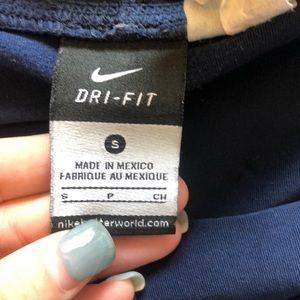 DRI-FIT
S
MADE IN MEXICO
FABRIQUE AU MEXIQUE
S P CH